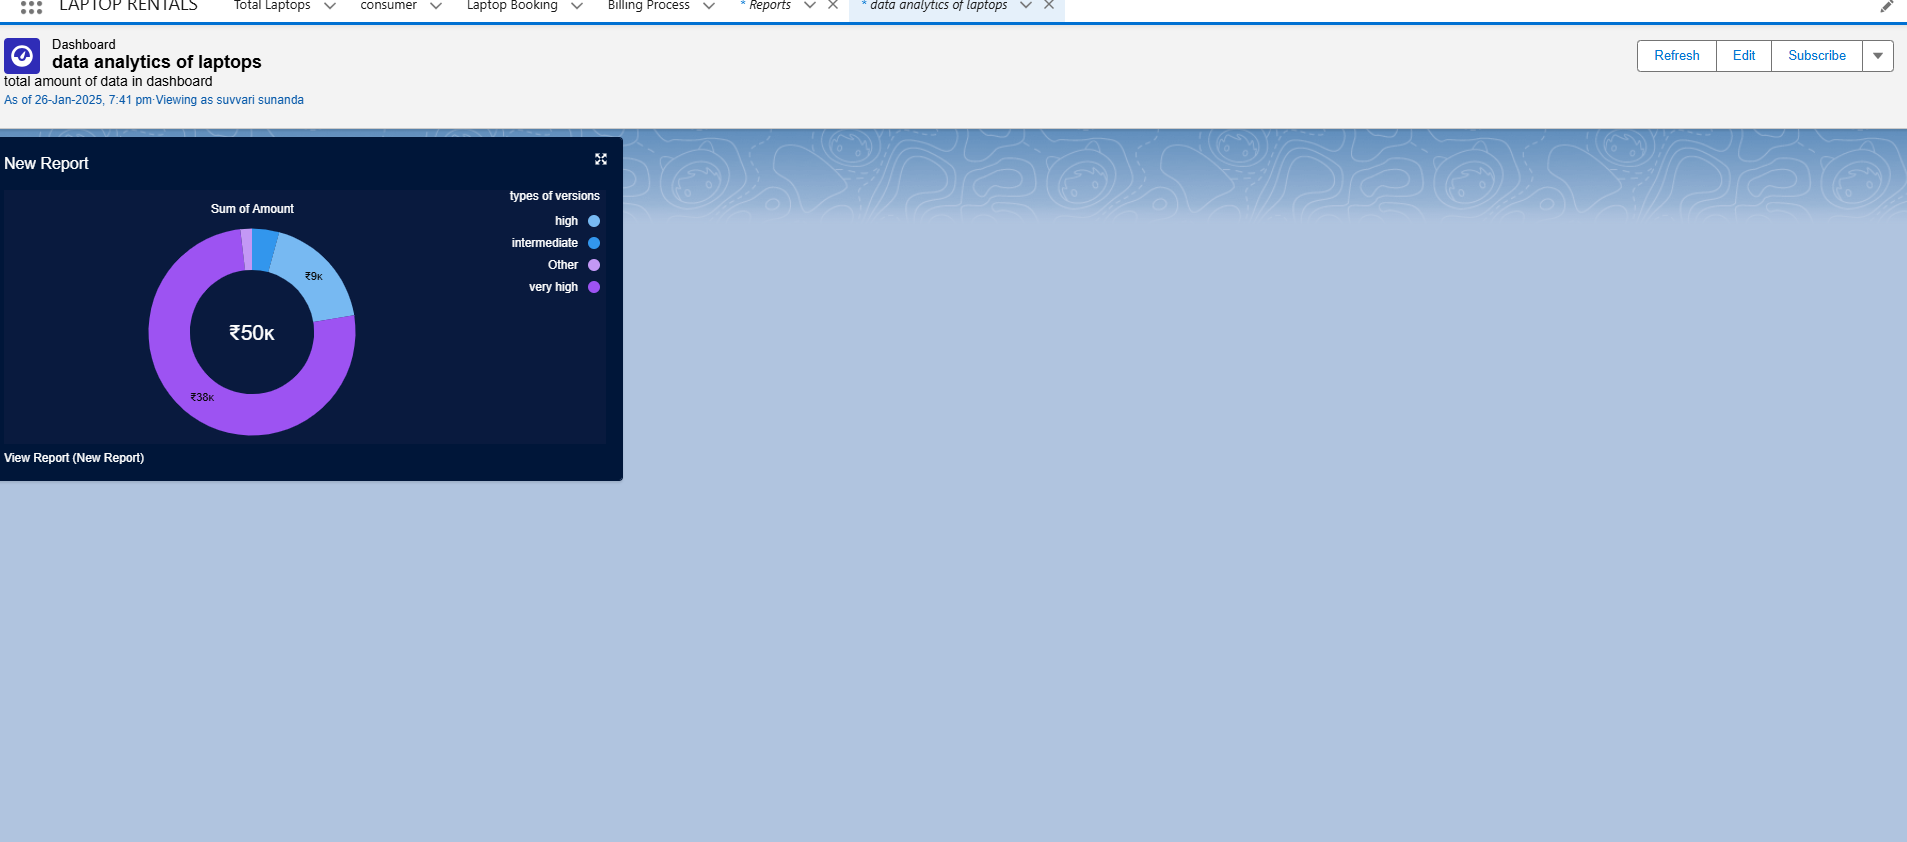 LAPTOP RENTALS Total Laptops consumer Laptop Booking Billing Process * Reports * data analytics of laptops
Dashboard
data analytics of laptops
total amount of data in dashboard
As of 26-Jan-2025, 7:41 pm·Viewing as suvvari sunanda
Refresh Edit Subscribe
New Report
types of versions
high
intermediate
Other
very high
Sum of Amount
₹9K
₹50K
₹38K
View Report (New Report)